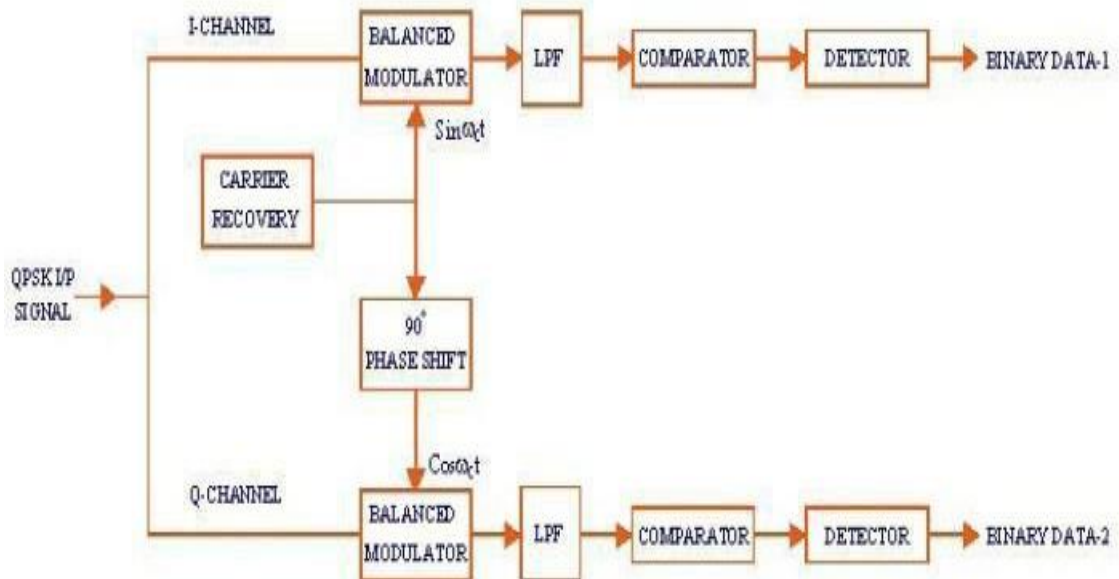 I-CHANNEL
BALANCED
MODULATOR
LPF
COMPARATOR
DETECTOR
BINARY DATA-1
Sinωct
CARRIER
RECOVERY
QPSK I/P
SIGNAL
90°
PHASE SHIFT
Cosωct
Q-CHANNEL
BALANCED
MODULATOR
LPF
COMPARATOR
DETECTOR
BINARY DATA-2